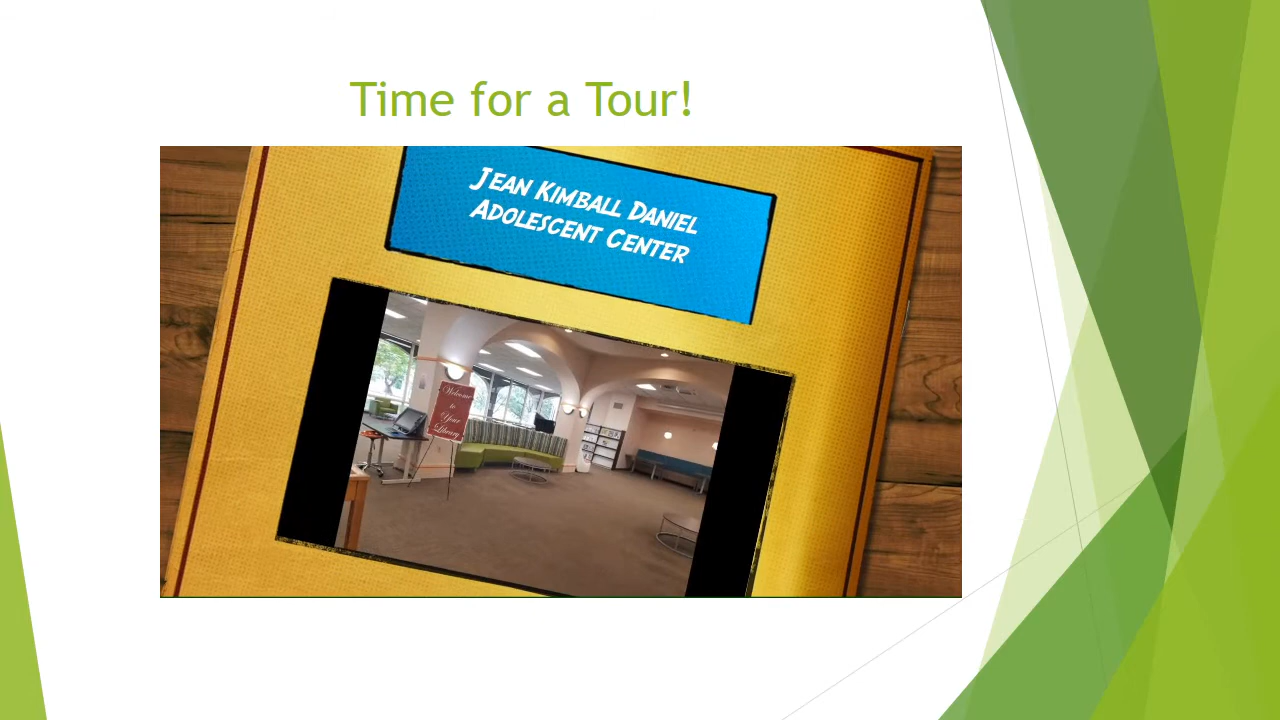 Time for a Tour!
Jean Kimball Daniel
Adolescent Center
Welcome
to
Your
Library